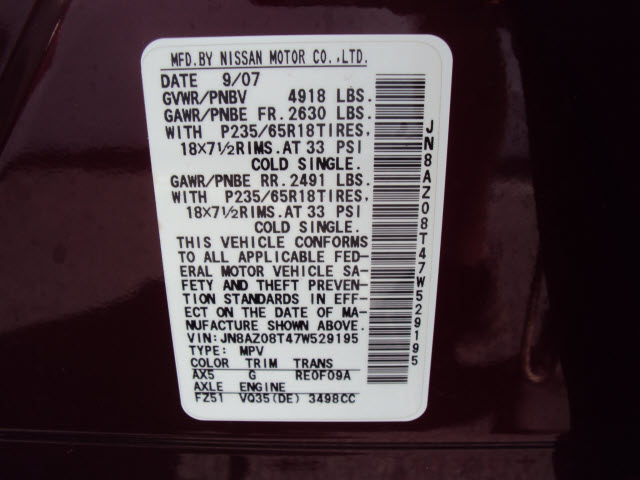 MFD.BY NISSAN MOTOR CO.,LTD.
DATE 9/07
GVWR/PNBV 4918 LBS.
GAWR/PNBE FR. 2630 LBS.
WITH P235/65R18TIRES,
18X7½RIMS.AT 33 PSI
COLD SINGLE.
GAWR/PNBE RR. 2491 LBS.
WITH P235/65R18TIRES,
18X7½RIMS.AT 33 PSI
COLD SINGLE.
THIS VEHICLE CONFORMS
TO ALL APPLICABLE FED-
ERAL MOTOR VEHICLE SA-
FETY AND THEFT PREVEN-
TION STANDARDS IN EFF-
ECT ON THE DATE OF MA-
NUFACTURE SHOWN ABOVE.
VIN:JN8AZ08T47W529195
TYPE: MPV
COLOR TRIM TRANS
AX5 G RE0F09A
AXLE ENGINE
FZ51 VQ35(DE) 3498CC
JN8AZ08T47W529195